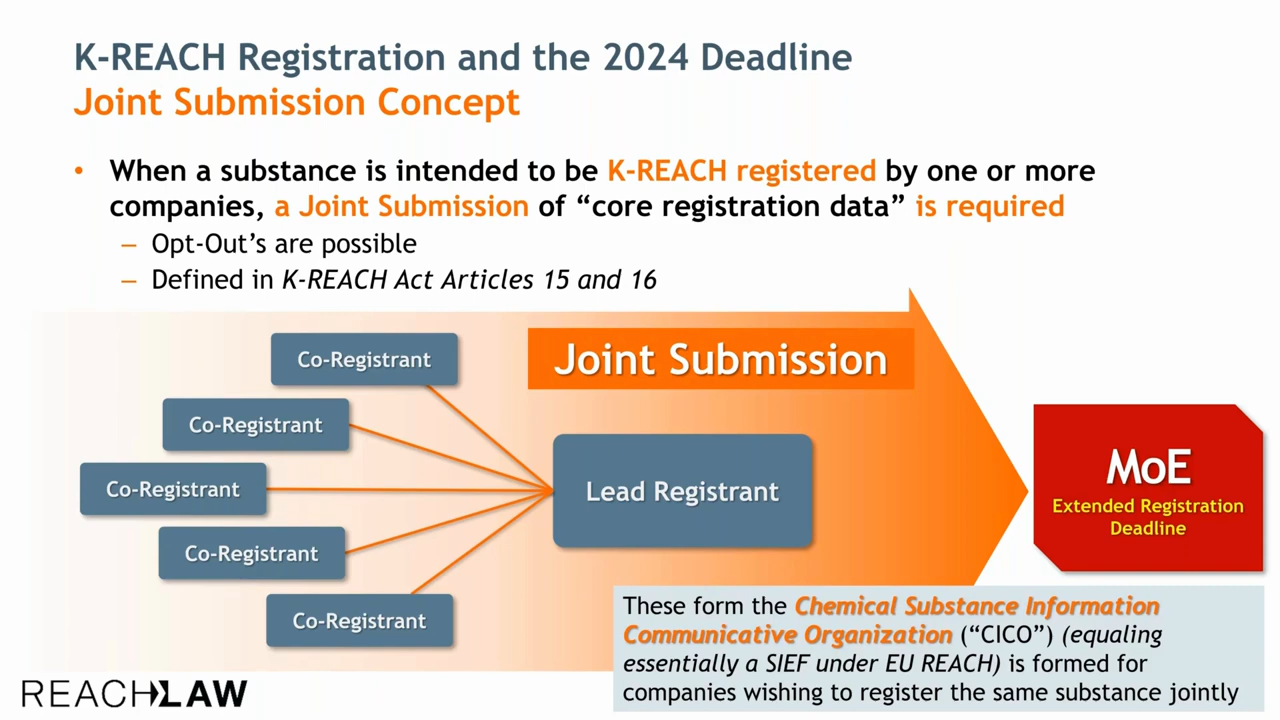 K-REACH Registration and the 2024 Deadline
Joint Submission Concept
• When a substance is intended to be K-REACH registered by one or more
companies, a Joint Submission of “core registration data” is required
– Opt-Out’s are possible
– Defined in K-REACH Act Articles 15 and 16
Joint Submission
Co-Registrant
Co-Registrant
Co-Registrant
Co-Registrant
Co-Registrant
Lead Registrant
MoE
Extended Registration
Deadline
These form the Chemical Substance Information
Communicative Organization (“CICO”) (equaling
essentially a SIEF under EU REACH) is formed for
companies wishing to register the same substance jointly
REACHLAW